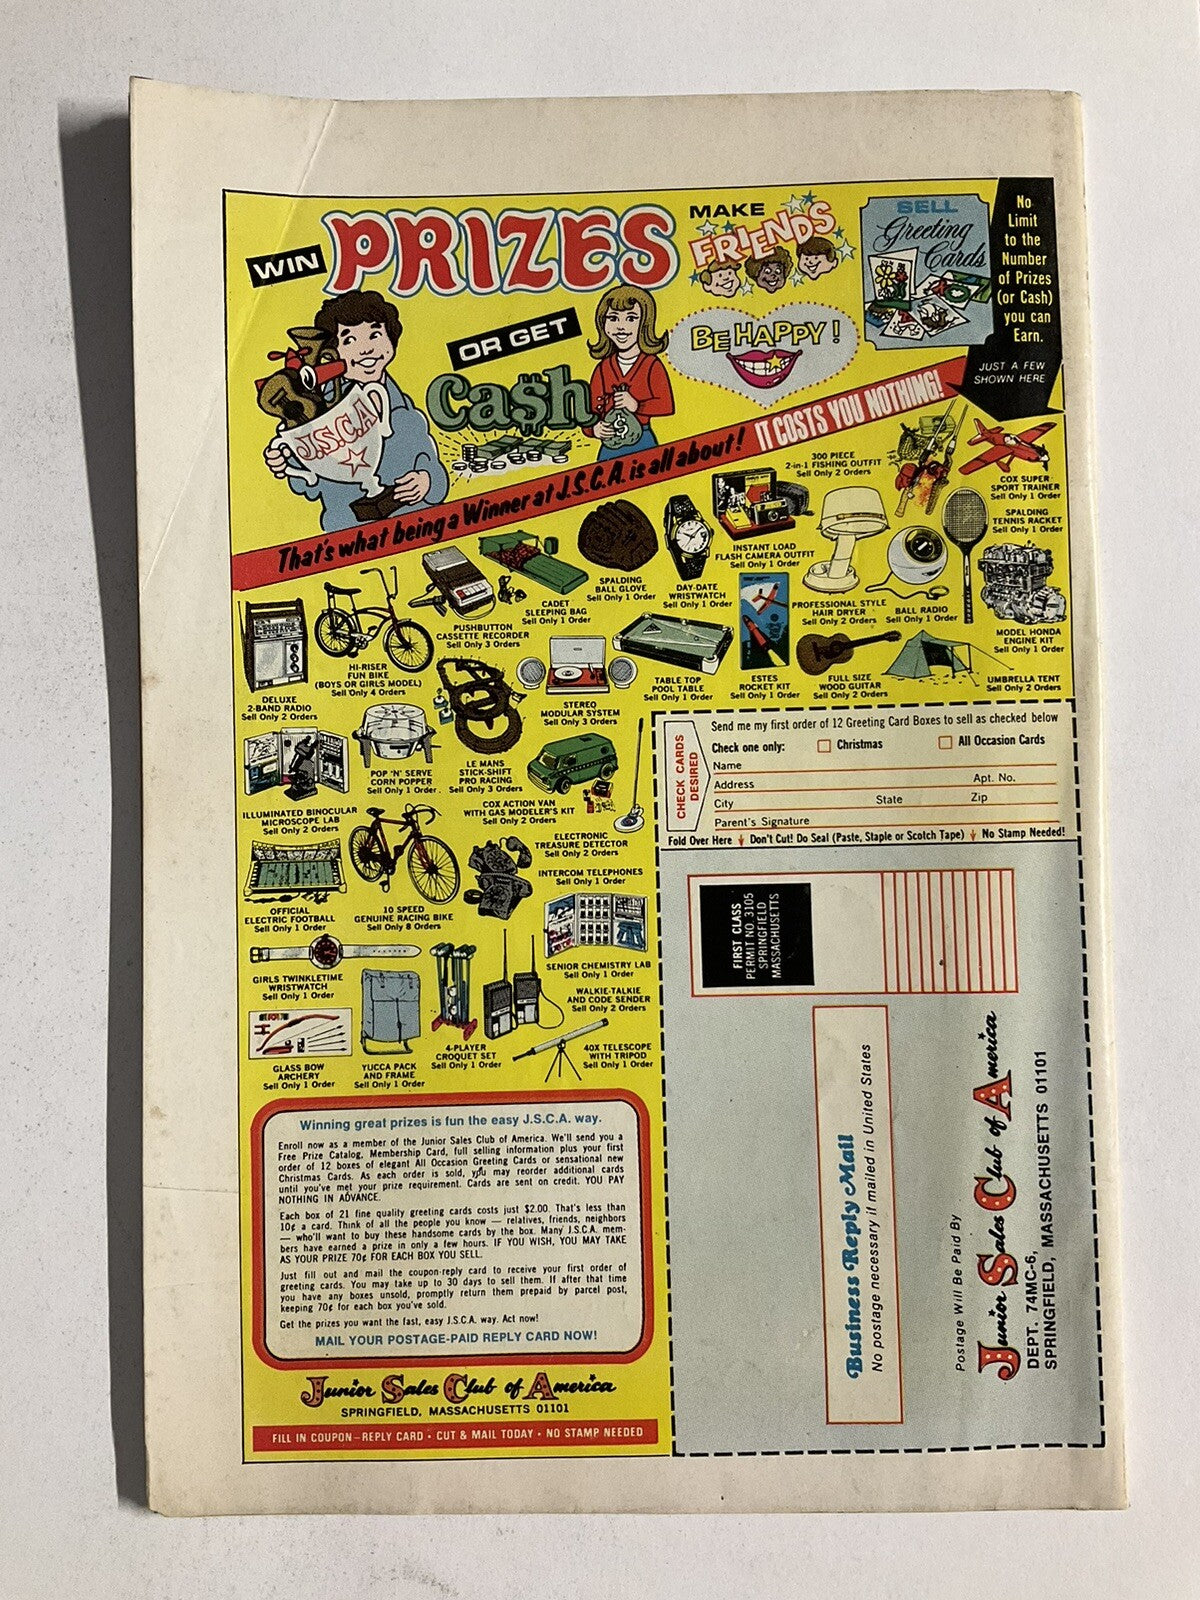 WIN PRIZES
MAKE
FRIENDS
SELL
Greeting
Cards
No
Limit
to the
Number
of Prizes
(or Cash)
you can
Earn.
JUST A FEW
SHOWN HERE
OR GET
Ca$h
BE HAPPY!
J.S.C.A.
$
That's what being a Winner at J.S.C.A. is all about! IT COSTS YOU NOTHING!
300 PIECE
2-in-1 FISHING OUTFIT
Sell Only 2 Orders
COX SUPER
SPORT TRAINER
Sell Only 1 Order
SPALDING
TENNIS RACKET
Sell Only 1 Order
INSTANT LOAD
FLASH CAMERA OUTFIT
Sell Only 1 Order
SPALDING
BALL GLOVE
Sell Only 1 Order
DAY-DATE
WRISTWATCH
Sell Only 1 Order
PROFESSIONAL STYLE
HAIR DRYER
Sell Only 2 Orders
BALL RADIO
Sell Only 1 Order
MODEL HONDA
ENGINE KIT
Sell Only 1 Order
CADET
SLEEPING BAG
Sell Only 1 Order
PUSHBUTTON
CASSETTE RECORDER
Sell Only 3 Orders
HI-RISER
FUN BIKE
(BOYS OR GIRLS MODEL)
Sell Only 4 Orders
DELUXE
2-BAND RADIO
Sell Only 2 Orders
STEREO
MODULAR SYSTEM
Sell Only 3 Orders
TABLE TOP
POOL TABLE
Sell Only 1 Order
ESTES
ROCKET KIT
Sell Only 1 Order
FULL SIZE
WOOD GUITAR
Sell Only 2 Orders
UMBRELLA TENT
Sell Only 2 Orders
POP 'N' SERVE
CORN POPPER
Sell Only 1 Order.
LE MANS
STICK-SHIFT
PRO RACING
Sell Only 3 Orders
COX ACTION VAN
WITH GAS MODELER'S KIT
Sell Only 2 Orders
ILLUMINATED BINOCULAR
MICROSCOPE LAB
Sell Only 2 Orders
ELECTRONIC
TREASURE DETECTOR
Sell Only 2 Orders
INTERCOM TELEPHONES
Sell Only 1 Order
OFFICIAL
ELECTRIC FOOTBALL
Sell Only 1 Order
10 SPEED
GENUINE RACING BIKE
Sell Only 8 Orders
SENIOR CHEMISTRY LAB
Sell Only 1 Order
GIRLS TWINKLETIME
WRISTWATCH
Sell Only 1 Order
WALKIE-TALKIE
AND CODE SENDER
Sell Only 2 Orders
GLASS BOW
ARCHERY
Sell Only 1 Order
YUCCA PACK
AND FRAME
Sell Only 1 Order
4-PLAYER
CROQUET SET
Sell Only 1 Order
40X TELESCOPE
WITH TRIPOD
Sell Only 1 Order
Winning great prizes is fun the easy J.S.C.A. way.
Enroll now as a member of the Junior Sales Club of America. We'll send you a
Free Prize Catalog, Membership Card, full selling information plus your first
order of 12 boxes of elegant All Occasion Greeting Cards or sensational new
Christmas Cards. As each order is sold, you may reorder additional cards
until you've met your prize requirement. Cards are sent on credit. YOU PAY
NOTHING IN ADVANCE.
Each box of 21 fine quality greeting cards costs just $2.00. That's less than
10¢ a card. Think of all the people you know — relatives, friends, neighbors
— who'll want to buy these handsome cards by the box. Many J.S.C.A. mem-
bers have earned a prize in only a few hours. IF YOU WISH, YOU MAY TAKE
AS YOUR PRIZE 70¢ FOR EACH BOX YOU SELL.
Just fill out and mail the coupon-reply card to receive your first order of
greeting cards. You may take up to 30 days to sell them. If after that time
you have any boxes unsold, promptly return them prepaid by parcel post,
keeping 70¢ for each box you've sold.
Get the prizes you want the fast, easy J.S.C.A. way. Act now!
MAIL YOUR POSTAGE-PAID REPLY CARD NOW!
Junior Sales Club of America
SPRINGFIELD, MASSACHUSETTS 01101
FILL IN COUPON–REPLY CARD • CUT & MAIL TODAY • NO STAMP NEEDED
CHECK CARDS
DESIRED
Send me my first order of 12 Greeting Card Boxes to sell as checked below
Check one only: Christmas All Occasion Cards
Name
Address Apt. No.
City State Zip
Parent's Signature
Fold Over Here Don't Cut! Do Seal (Paste, Staple or Scotch Tape) No Stamp Needed!
FIRST CLASS
PERMIT NO. 3105
SPRINGFIELD
MASSACHUSETTS
Business Reply Mail
No postage necessary if mailed in United States
Postage Will Be Paid By
Junior Sales Club of America
DEPT. 74MC-6,
SPRINGFIELD, MASSACHUSETTS 01101